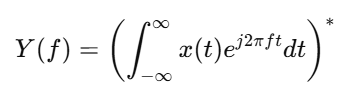 Y(f) = \left( \int_{-\infty}^{\infty} x(t)e^{j2\pi ft}dt \right)^*